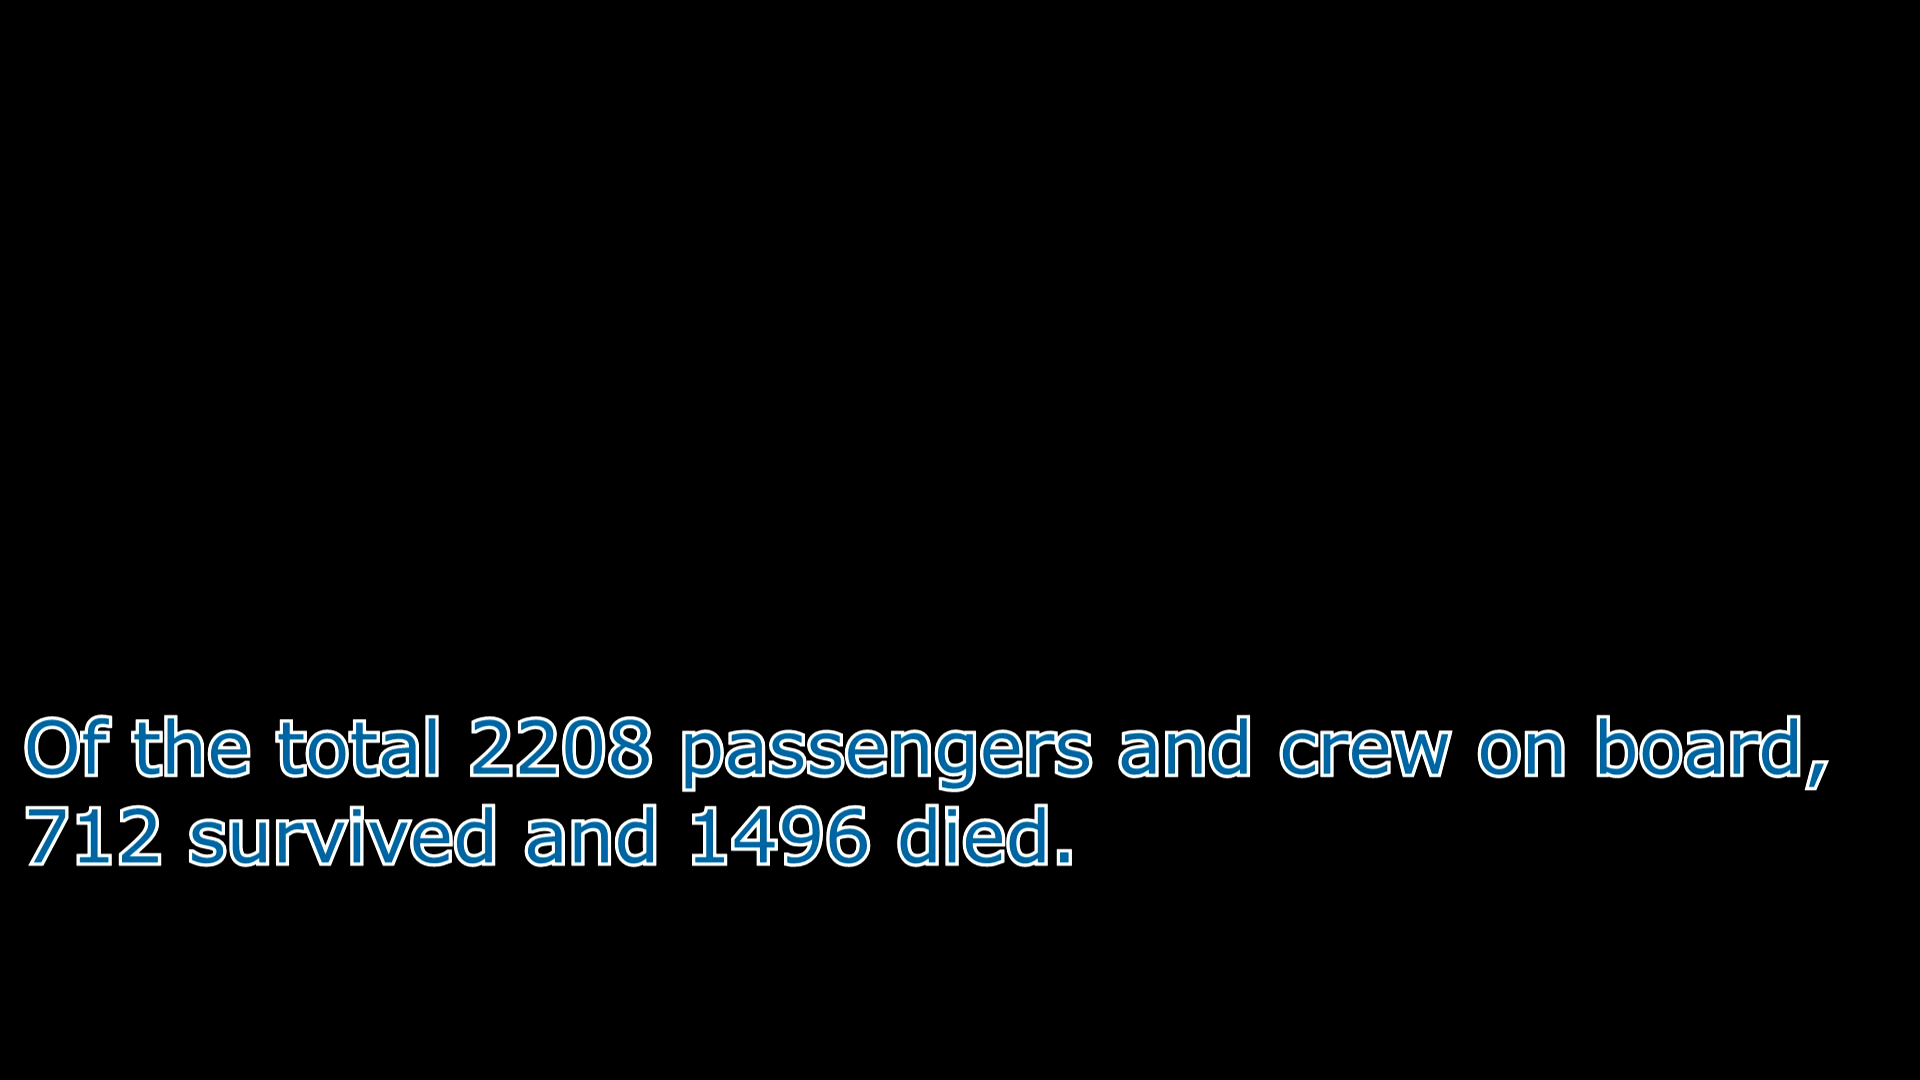 Of the total 2208 passengers and crew on board,
712 survived and 1496 died.